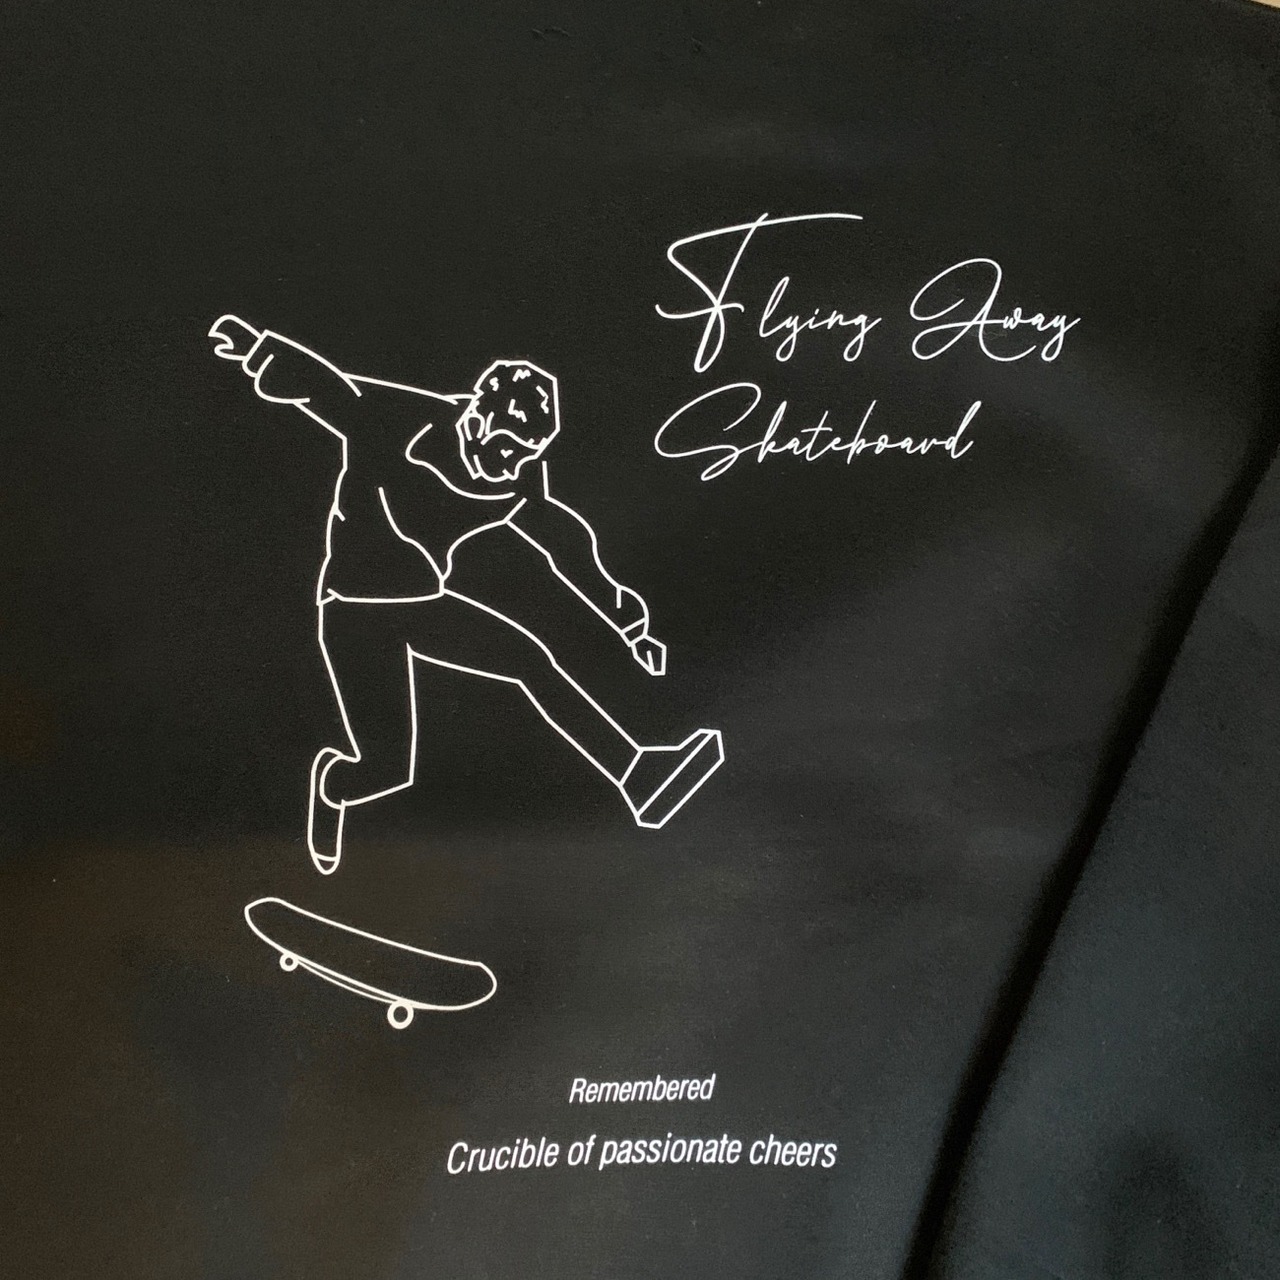 Flying Away
Skateboard
Remembered
Crucible of passionate cheers